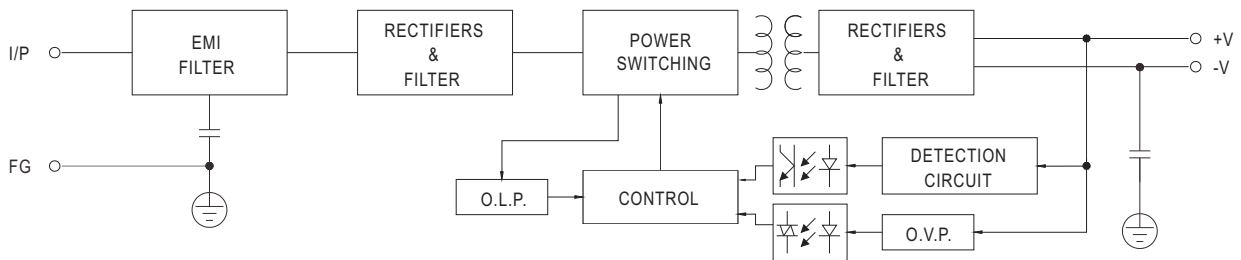 I/P
EMI
FILTER
RECTIFIERS
&
FILTER
POWER
SWITCHING
RECTIFIERS
&
FILTER
+V
-V
FG
O.L.P.
CONTROL
DETECTION
CIRCUIT
O.V.P.